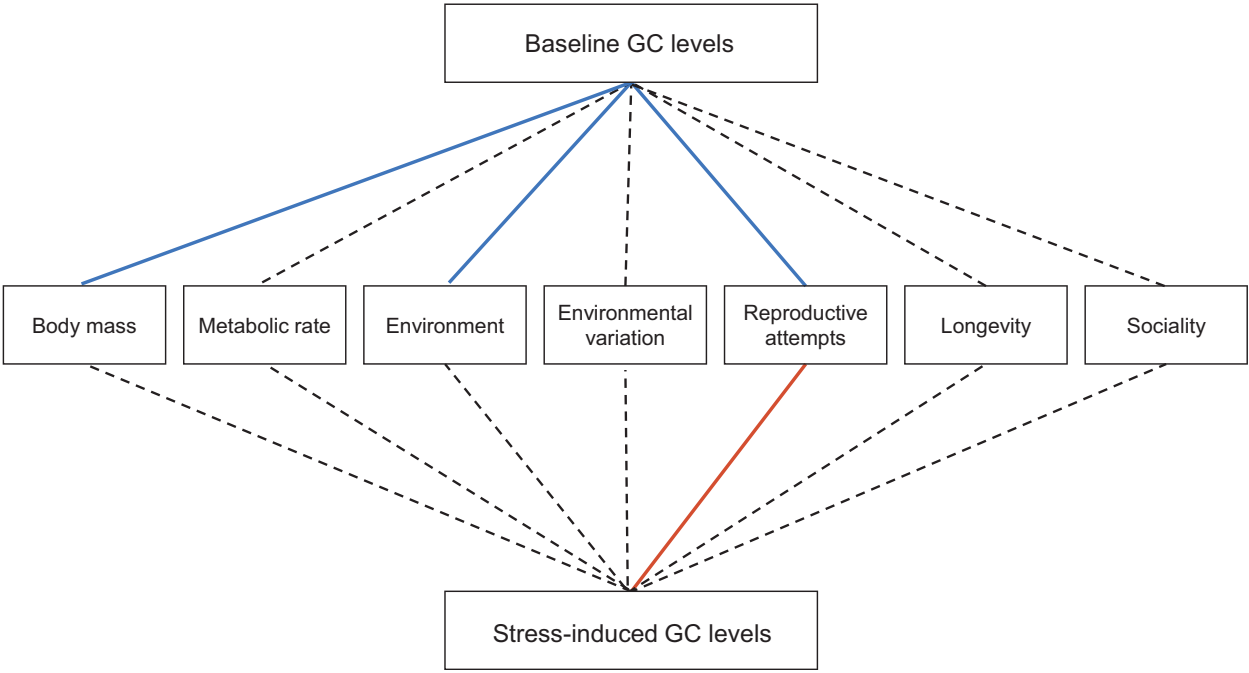 Baseline GC levels
Body mass
Metabolic rate
Environment
Environmental
variation
Reproductive
attempts
Longevity
Sociality
Stress-induced GC levels